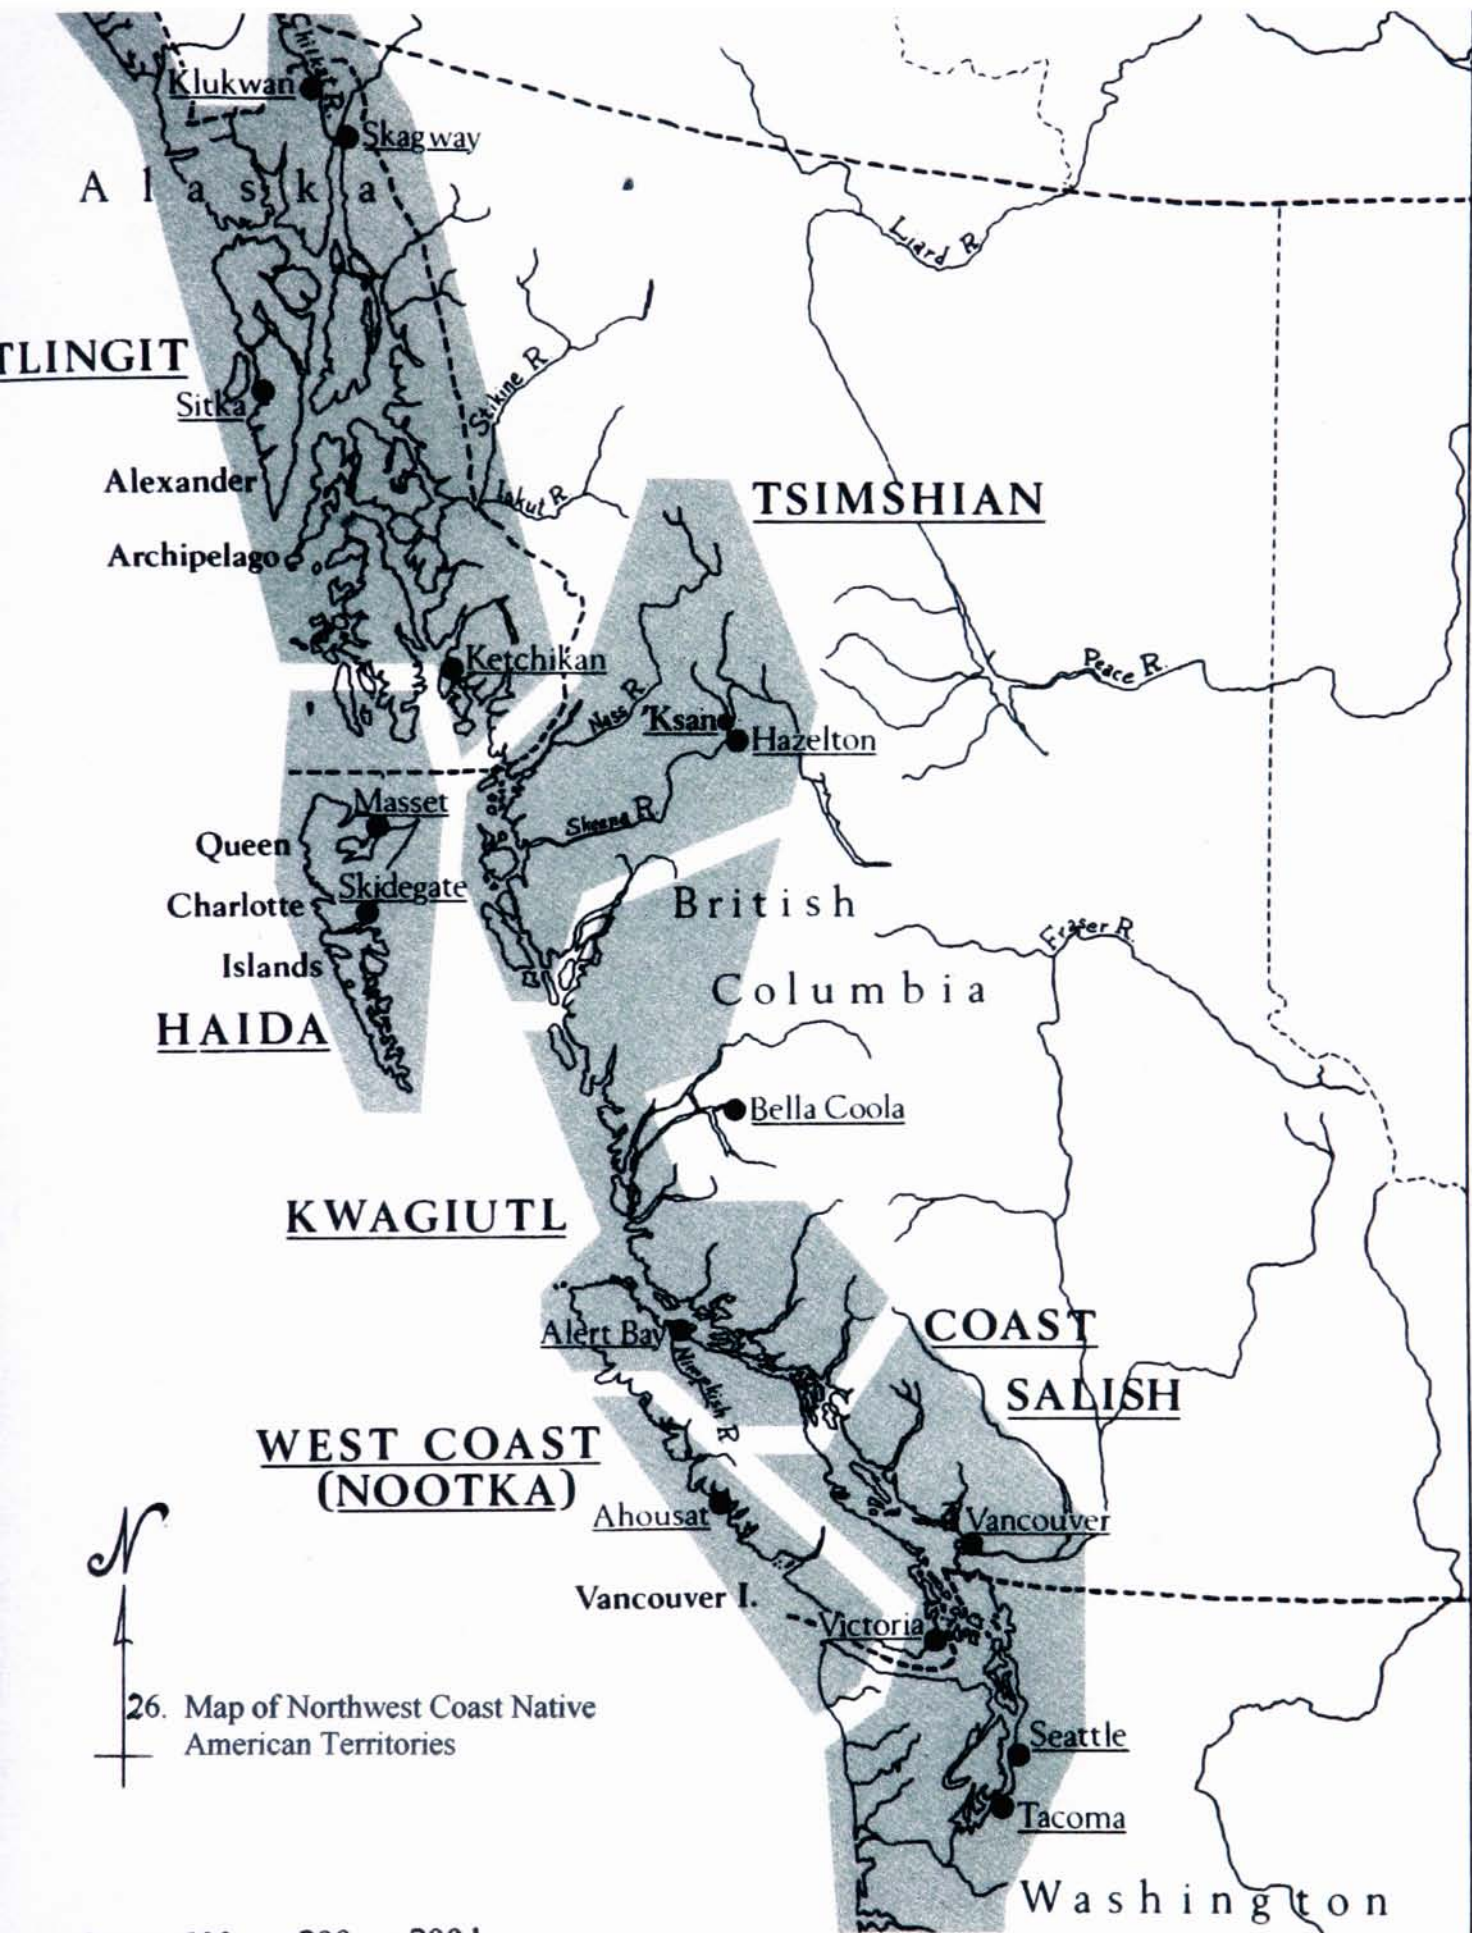 Chilkat R.
Klukwan
Skagway
Alaska
Liard R.
TLINGIT
Stikine R
Sitka
Alexander
Iskut R.
TSIMSHIAN
Archipelago
Ketchikan
Peace R.
Nass R.
'Ksan
Hazelton
Masset
Skeena R.
Queen
Skidegate
Charlotte
British
Fraser R.
Islands
Columbia
HAIDA
Bella Coola
KWAGIUTL
Alert Bay
COAST
Nimpkish R
SALISH
WEST COAST
(NOOTKA)
Ahousat
Vancouver
N
Vancouver I.
Victoria
26. Map of Northwest Coast Native
American Territories
Seattle
Tacoma
Washington